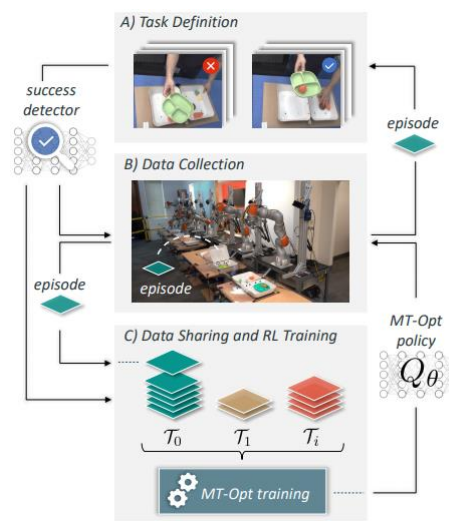 A) Task Definition
success
detector
episode
B) Data Collection
episode
episode
MT-Opt
policy
Qθ
C) Data Sharing and RL Training
𝒯0 𝒯1 𝒯i
MT-Opt training